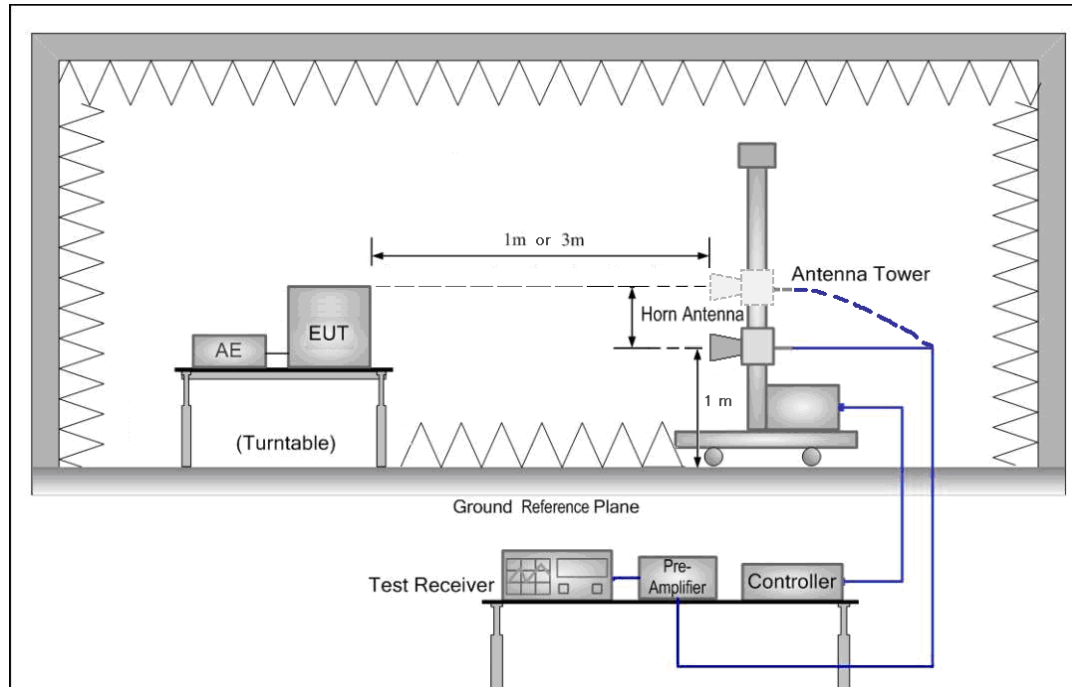 1m or 3m
Antenna Tower
Horn Antenna
EUT
AE
1 m
(Turntable)
Ground Reference Plane
Test Receiver
Pre-
Amplifier
Controller